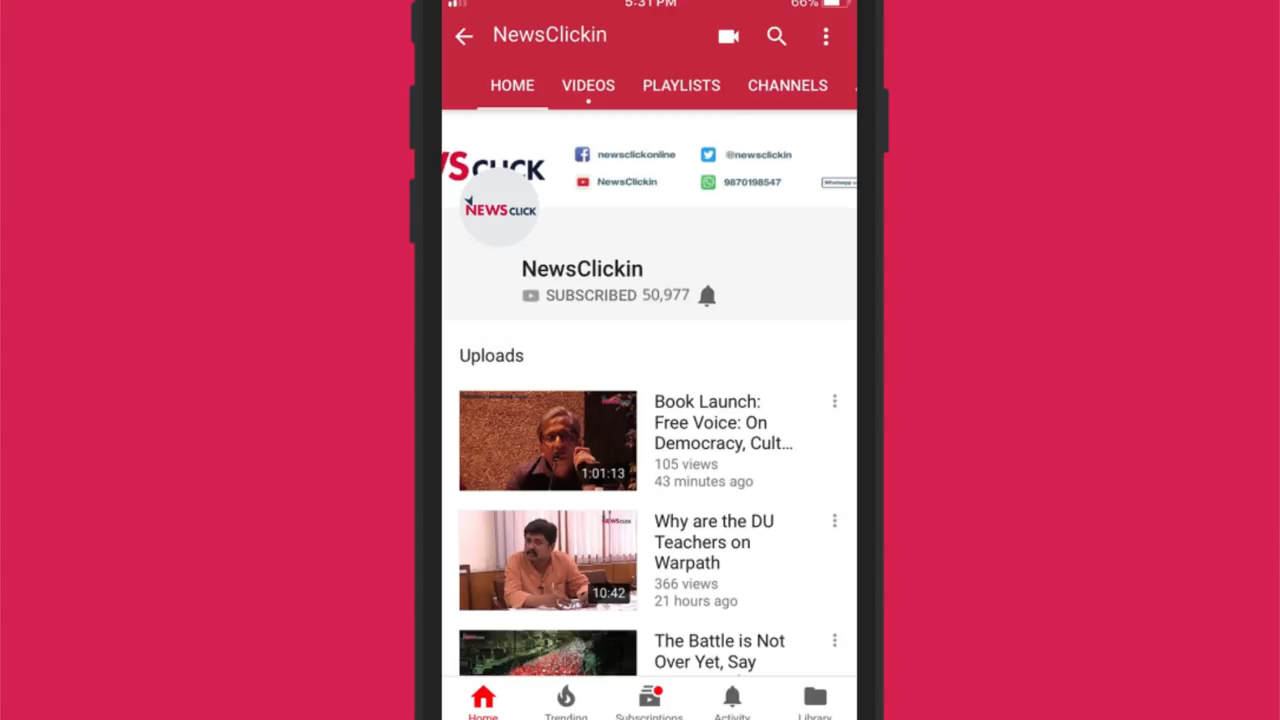 5:31 PM 66%
NewsClickin
HOME VIDEOS PLAYLISTS CHANNELS
newsclickonline @newsclickin
NewsClickin 9870198547
WS CLICK
NEWSCLICK
NewsClickin
SUBSCRIBED 50,977
Uploads
Book Launch:
Free Voice: On
Democracy, Cult...
105 views
43 minutes ago
1:01:13
Why are the DU
Teachers on
Warpath
366 views
21 hours ago
NEWSCLICK
10:42
The Battle is Not
Over Yet, Say
Home Trending Subscriptions Activity Library